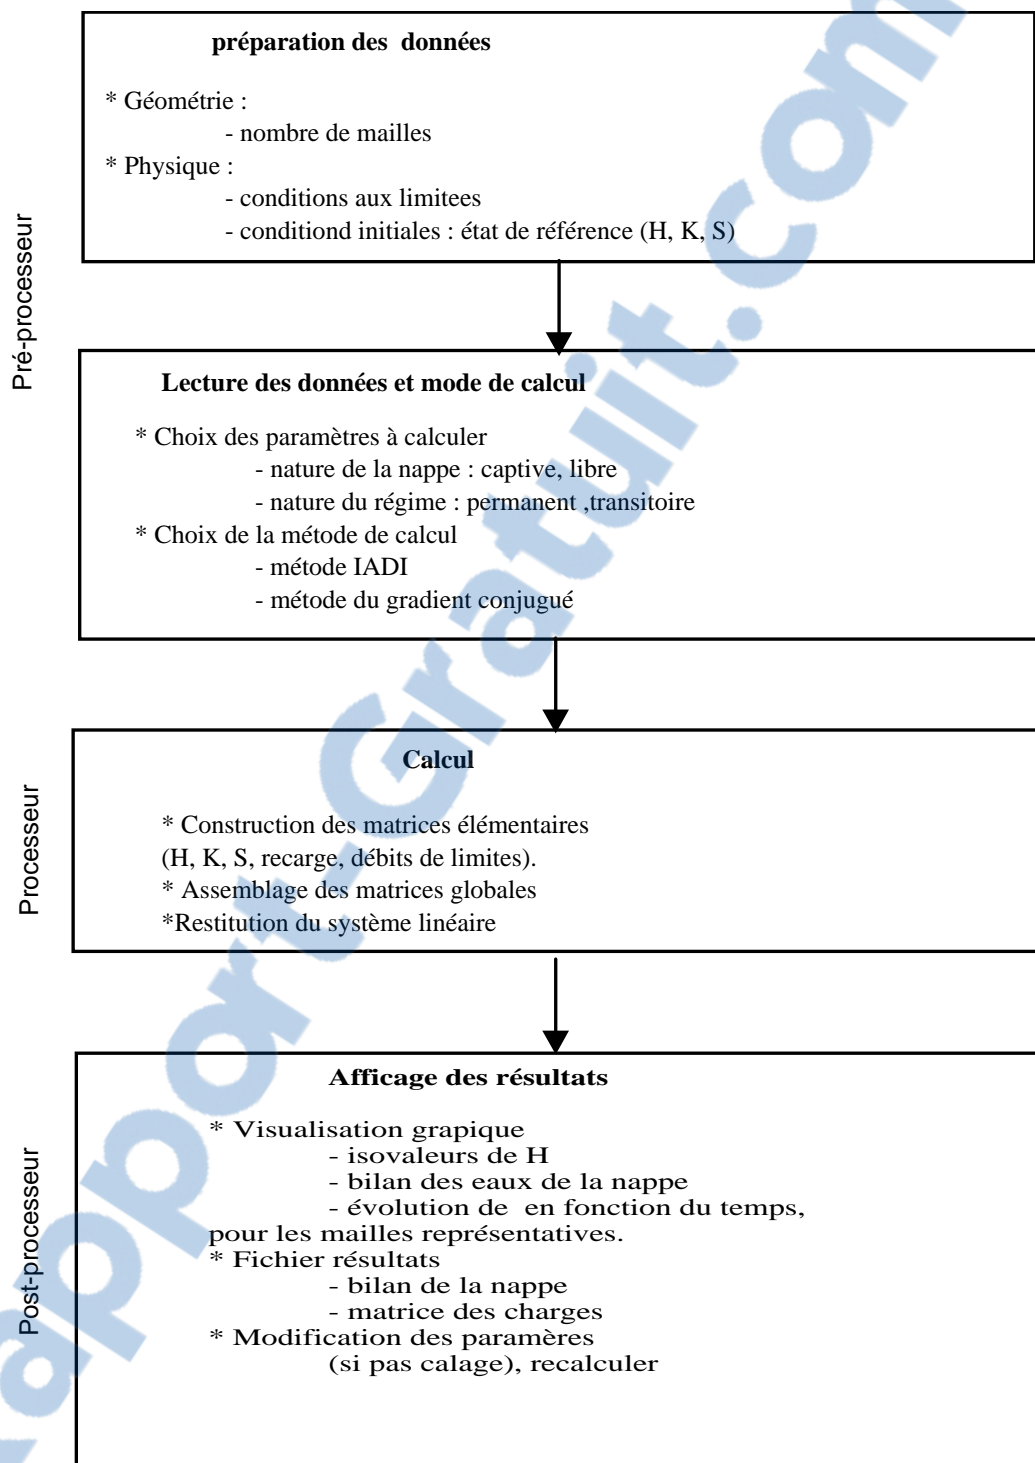 préparation des données
* Géométrie :
- nombre de mailles
* Physique :
- conditions aux limitees
- conditiond initiales : état de référence (H, K, S)
Pré-processeur
Lecture des données et mode de calcul
* Choix des paramètres à calculer
- nature de la nappe : captive, libre
- nature du régime : permanent ,transitoire
* Choix de la métode de calcul
- métode IADI
- métode du gradient conjugué
Calcul
* Construction des matrices élémentaires
(H, K, S, recarge, débits de limites).
* Assemblage des matrices globales
*Restitution du système linéaire
Processeur
Afficage des résultats
* Visualisation grapique
- isovaleurs de H
- bilan des eaux de la nappe
- évolution de en fonction du temps,
pour les mailles représentatives.
* Fichier résultats
- bilan de la nappe
- matrice des charges
* Modification des paramères
(si pas calage), recalculer
Post-processeur
Rapport-Gratuit.com